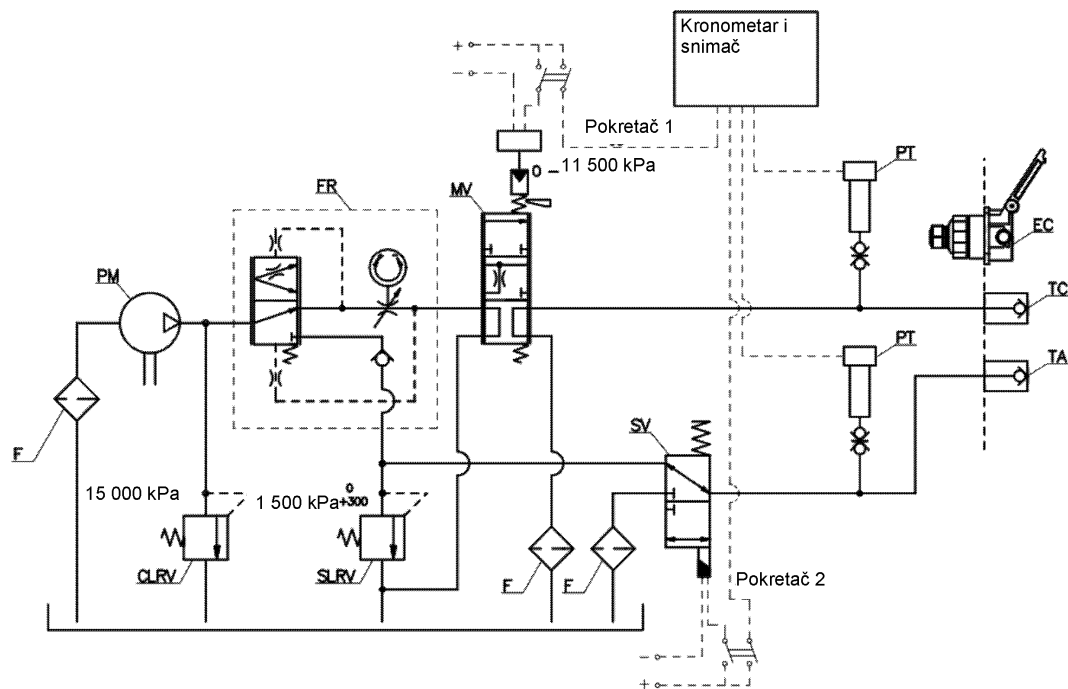 Kronometar i
snimač
+
−
Pokretač 1
0
− 11 500 kPa
PT
FR
MV
EC
PM
TC
PT
TA
F
SV
15 000 kPa
1 500 kPa
0
+300
CLRV
SLRV
F
F
Pokretač 2
−
+